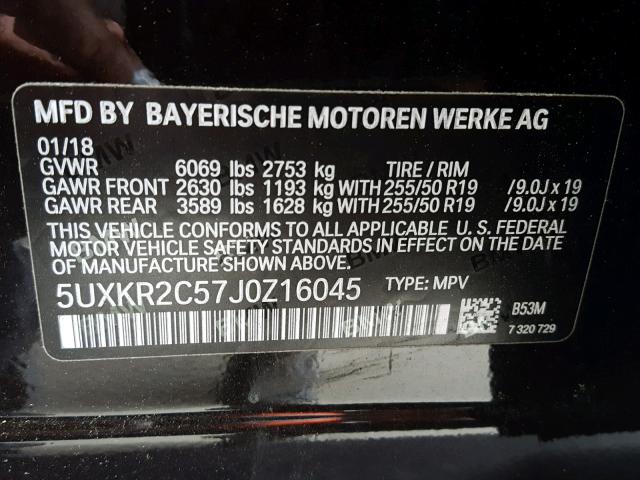 MFD BY BAYERISCHE MOTOREN WERKE AG
01/18
GVWR 6069 lbs 2753 kg TIRE / RIM
GAWR FRONT 2630 lbs 1193 kg WITH 255/50 R19 /9.0J x 19
GAWR REAR 3589 lbs 1628 kg WITH 255/50 R19 /9.0J x 19
THIS VEHICLE CONFORMS TO ALL APPLICABLE U. S. FEDERAL
MOTOR VEHICLE SAFETY STANDARDS IN EFFECT ON THE DATE
OF MANUFACTURE SHOWN ABOVE.
5UXKR2C57J0Z16045 TYPE: MPV
B53M
7 320 729